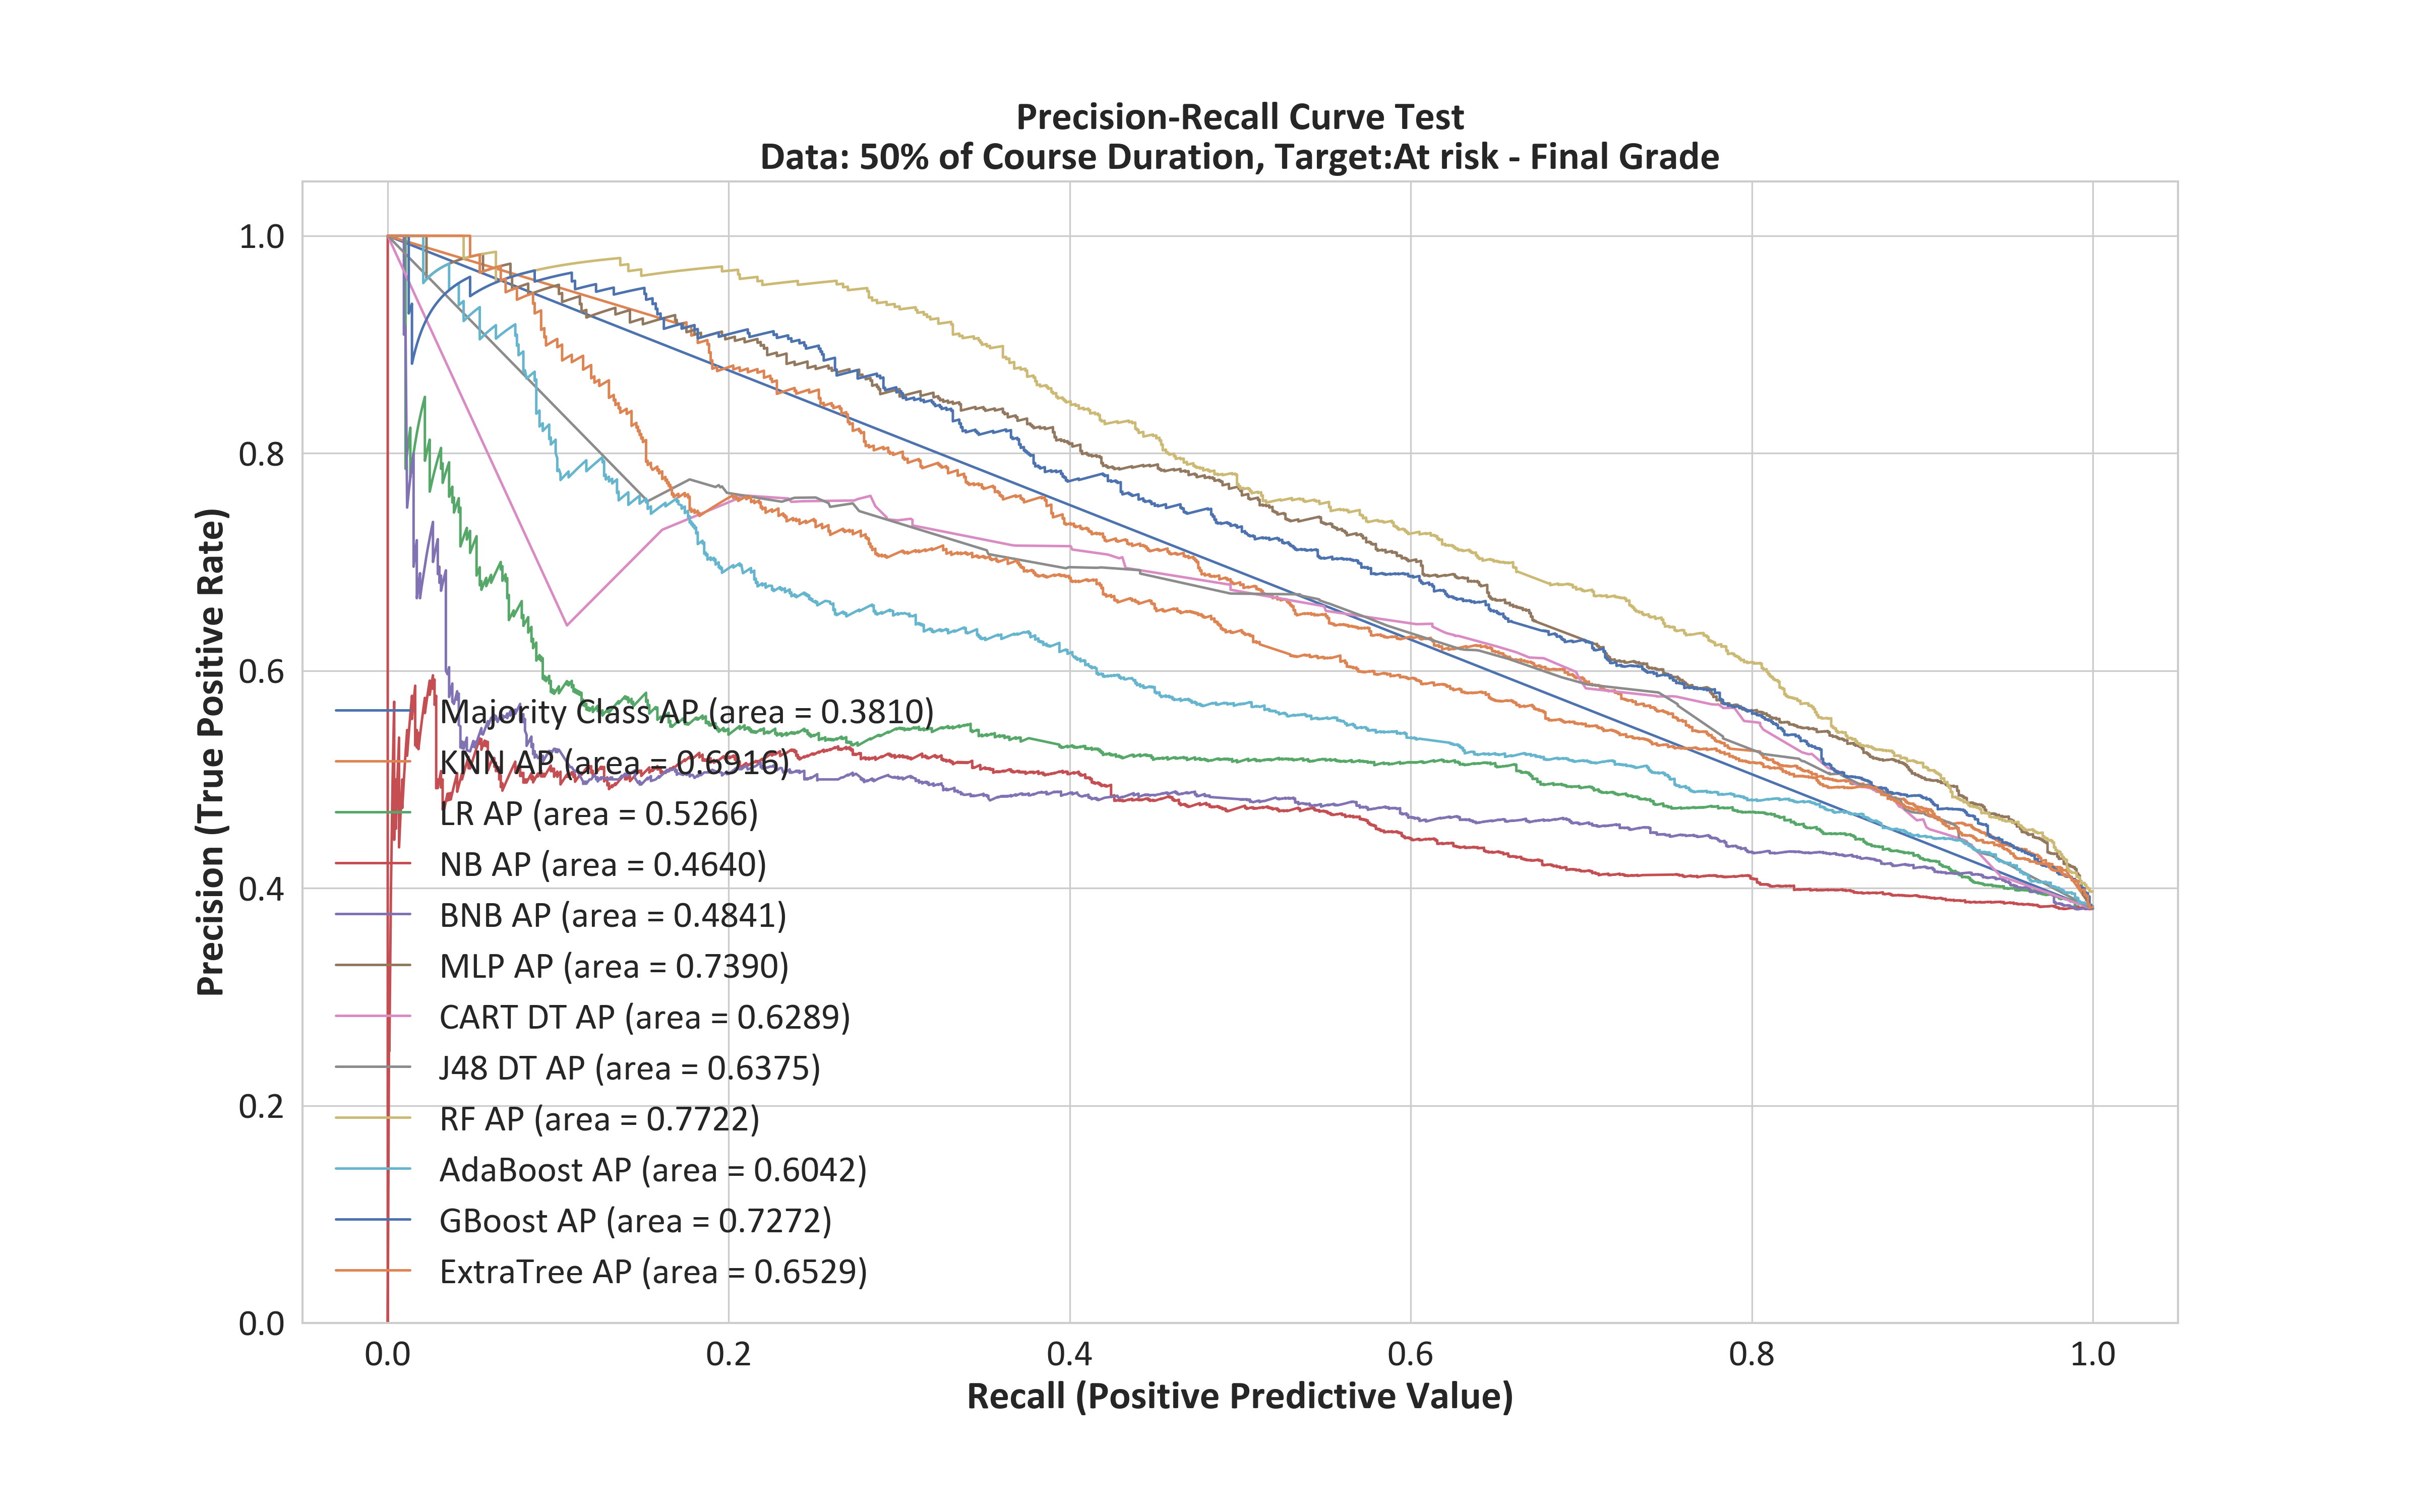 Precision-Recall Curve Test
Data: 50% of Course Duration, Target:At risk - Final Grade
Precision (True Positive Rate)
1.0
0.8
0.6
0.4
0.2
0.0
Majority Class AP (area = 0.3810)
KNN AP (area = 0.6916)
LR AP (area = 0.5266)
NB AP (area = 0.4640)
BNB AP (area = 0.4841)
MLP AP (area = 0.7390)
CART DT AP (area = 0.6289)
J48 DT AP (area = 0.6375)
RF AP (area = 0.7722)
AdaBoost AP (area = 0.6042)
GBoost AP (area = 0.7272)
ExtraTree AP (area = 0.6529)
0.0 0.2 0.4 0.6 0.8 1.0
Recall (Positive Predictive Value)